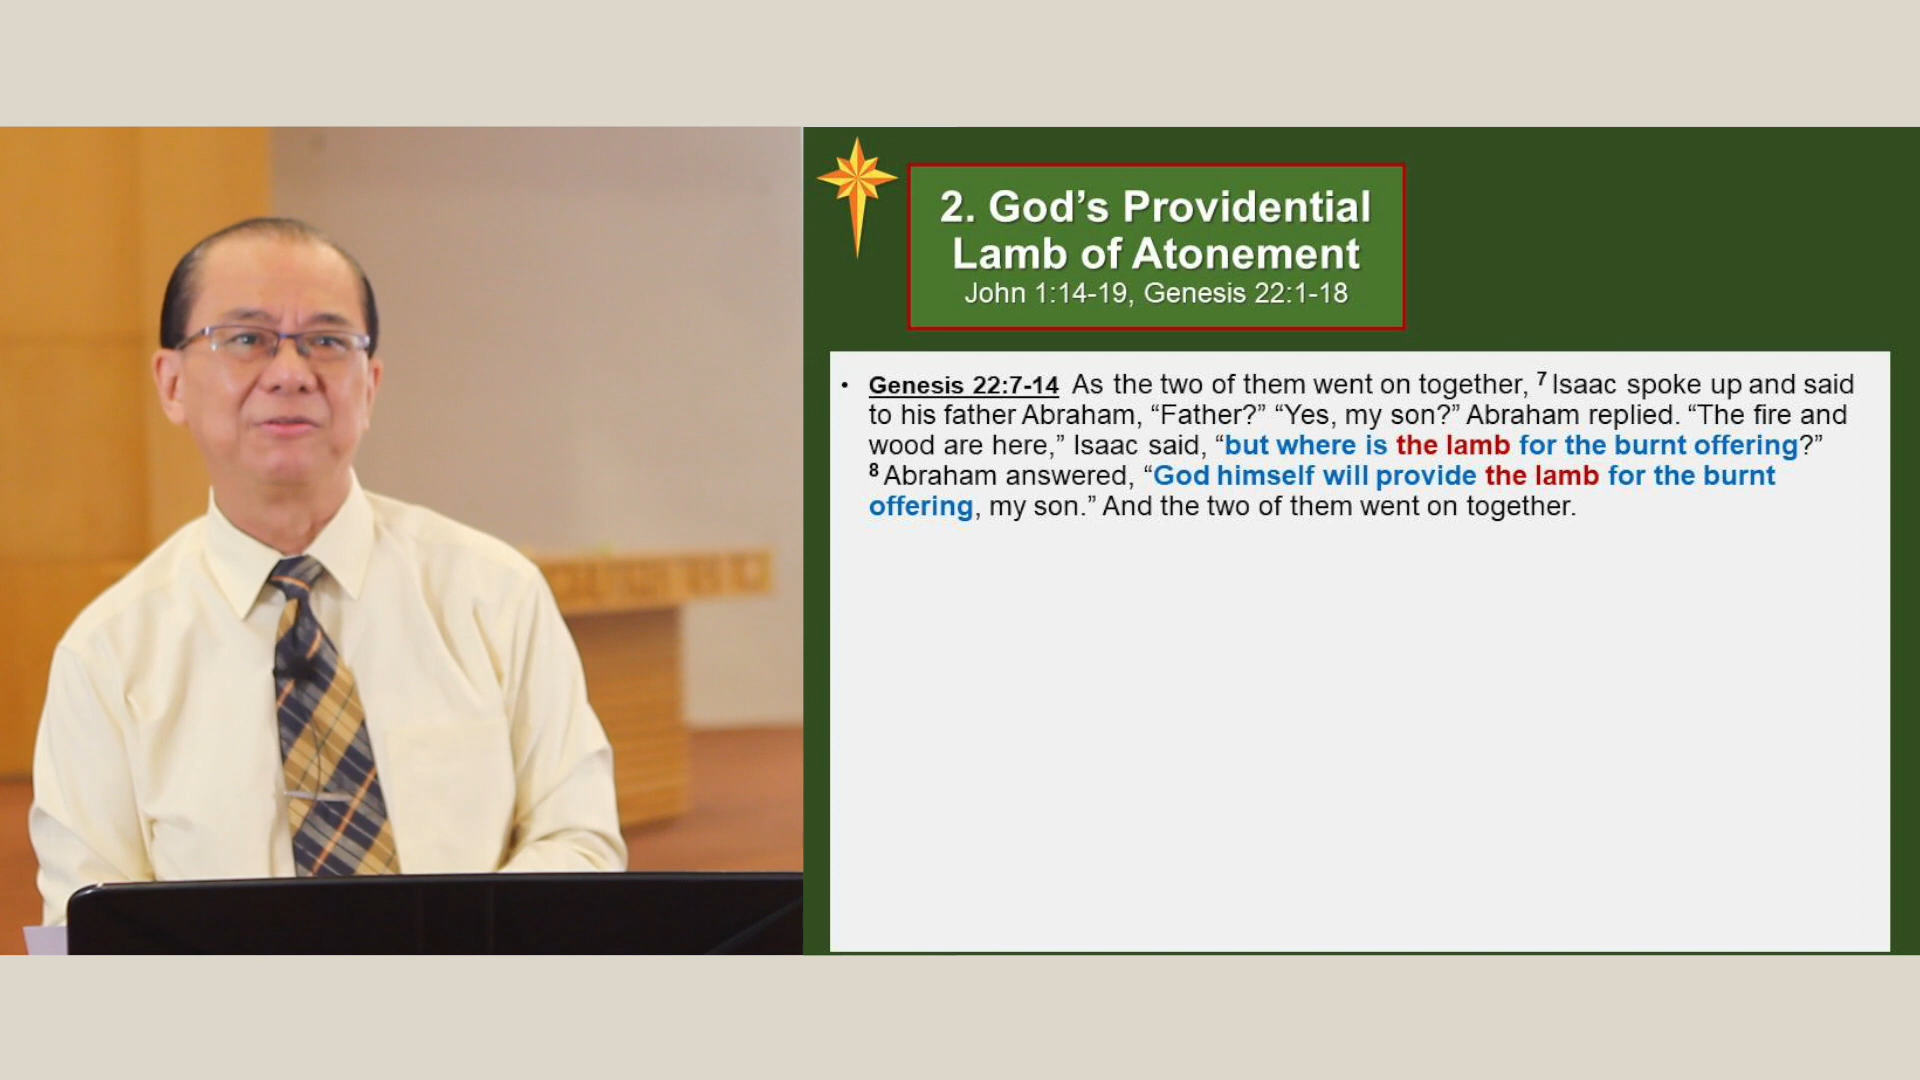 2. God’s Providential
Lamb of Atonement
John 1:14-19, Genesis 22:1-18
• Genesis 22:7-14 As the two of them went on together, 7 Isaac spoke up and said
to his father Abraham, “Father?” “Yes, my son?” Abraham replied. “The fire and
wood are here,” Isaac said, “but where is the lamb for the burnt offering?”
8 Abraham answered, “God himself will provide the lamb for the burnt
offering, my son.” And the two of them went on together.